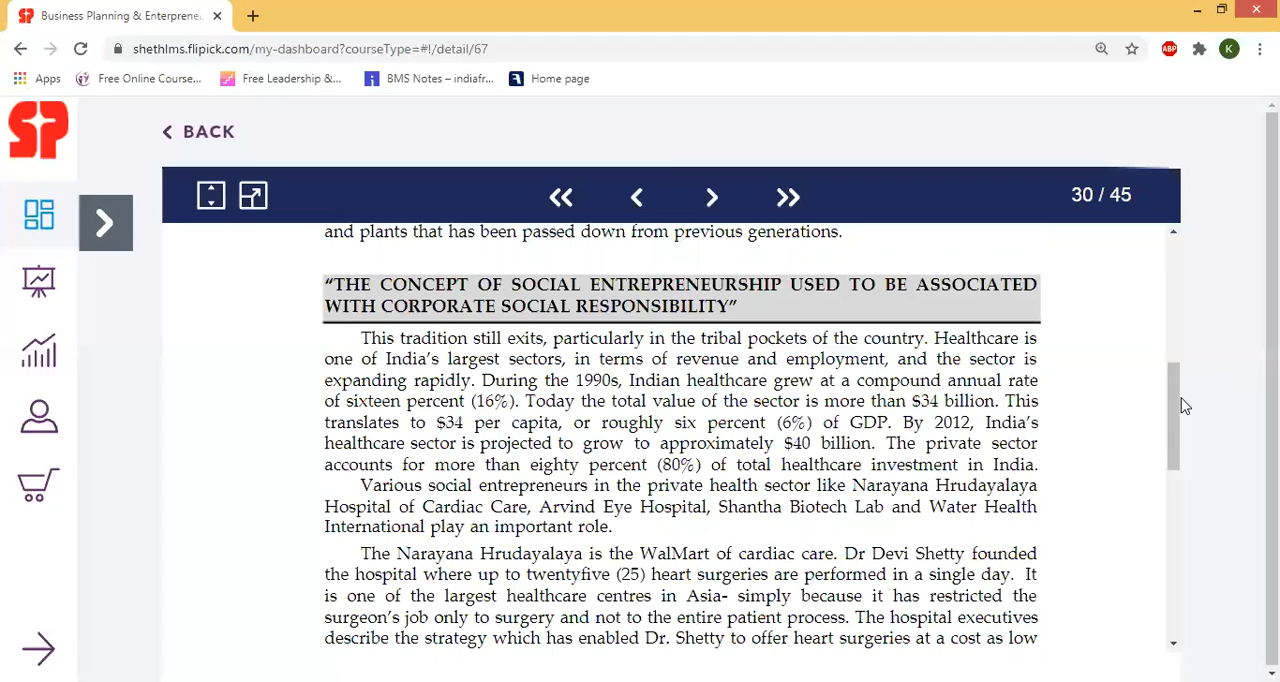 SP Business Planning & Enterprene
shethlms.flipick.com/my-dashboard?courseType=#!/detail/67
ABP
K
Apps Free Online Course... Free Leadership &... BMS Notes – indiafr... Home page
SP
BACK
30 / 45
and plants that has been passed down from previous generations.
“THE CONCEPT OF SOCIAL ENTREPRENEURSHIP USED TO BE ASSOCIATED
WITH CORPORATE SOCIAL RESPONSIBILITY”
This tradition still exits, particularly in the tribal pockets of the country. Healthcare is
one of India’s largest sectors, in terms of revenue and employment, and the sector is
expanding rapidly. During the 1990s, Indian healthcare grew at a compound annual rate
of sixteen percent (16%). Today the total value of the sector is more than $34 billion. This
translates to $34 per capita, or roughly six percent (6%) of GDP. By 2012, India’s
healthcare sector is projected to grow to approximately $40 billion. The private sector
accounts for more than eighty percent (80%) of total healthcare investment in India.
Various social entrepreneurs in the private health sector like Narayana Hrudayalaya
Hospital of Cardiac Care, Arvind Eye Hospital, Shantha Biotech Lab and Water Health
International play an important role.
The Narayana Hrudayalaya is the WalMart of cardiac care. Dr Devi Shetty founded
the hospital where up to twentyfive (25) heart surgeries are performed in a single day. It
is one of the largest healthcare centres in Asia- simply because it has restricted the
surgeon’s job only to surgery and not to the entire patient process. The hospital executives
describe the strategy which has enabled Dr. Shetty to offer heart surgeries at a cost as low